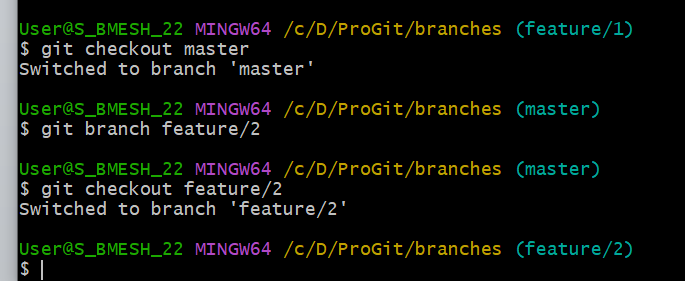 User@S_BMESH_22 MINGW64 /c/D/ProGit/branches (feature/1)
$ git checkout master
Switched to branch 'master'
User@S_BMESH_22 MINGW64 /c/D/ProGit/branches (master)
$ git branch feature/2
User@S_BMESH_22 MINGW64 /c/D/ProGit/branches (master)
$ git checkout feature/2
Switched to branch 'feature/2'
User@S_BMESH_22 MINGW64 /c/D/ProGit/branches (feature/2)
$